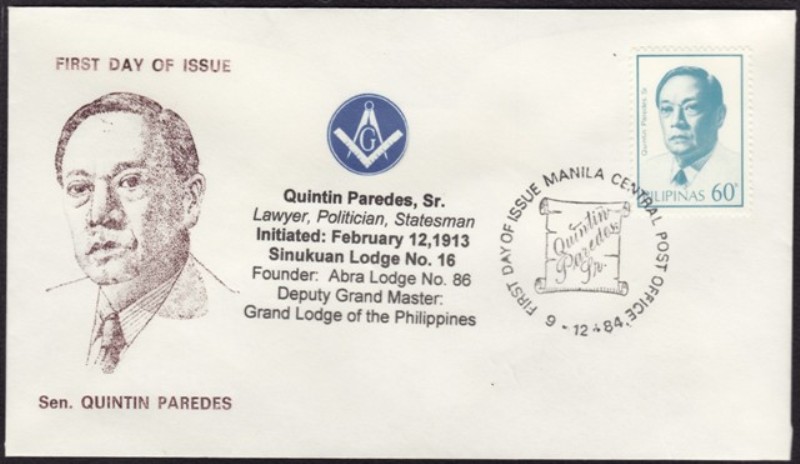 FIRST DAY OF ISSUE
Sen. QUINTIN PAREDES
G
Quintin Paredes, Sr.
Lawyer, Politician, Statesman
Initiated: February 12,1913
Sinukuan Lodge No. 16
Founder: Abra Lodge No. 86
Deputy Grand Master:
Grand Lodge of the Philippines
FIRST DAY OF ISSUE MANILA CENTRAL POST OFFICE,
Quintin
Paredes,
Sr.
9 - 12 - 84
Quintin Paredes, Sr
PILIPINAS 60s